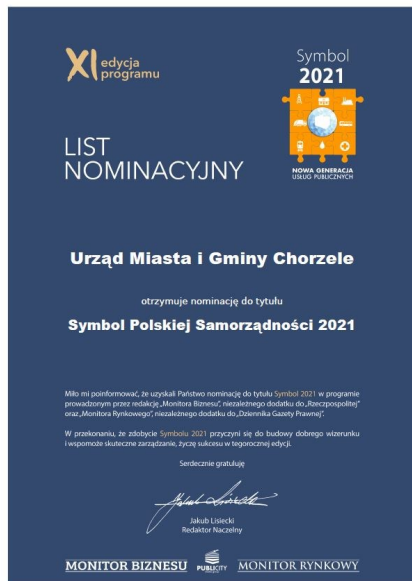 XI edycja
programu
Symbol
2021
LIST
NOMINACYJNY
NOWA GENERACJA
USŁUG PUBLICZNYCH
Urząd Miasta i Gminy Chorzele
otrzymuje nominację do tytułu
Symbol Polskiej Samorządności 2021
Miło mi poinformować, że uzyskali Państwo nominację do tytułu Symbol 2021 w programie
prowadzonym przez redakcję „Monitora Biznesu”, niezależnego dodatku do „Rzeczpospolitej”
oraz „Monitora Rynkowego”, niezależnego dodatku do „Dziennika Gazety Prawnej”.
W przekonaniu, że zdobycie Symbolu 2021 przyczyni się do budowy dobrego wizerunku
i wspomoże skuteczne zarządzanie, życzę sukcesu w tegorocznej edycji.
Serdecznie gratuluję
Jakub Lisiecki
Jakub Lisiecki
Redaktor Naczelny
MONITOR BIZNESU
PUBLICITY
MONITOR RYNKOWY